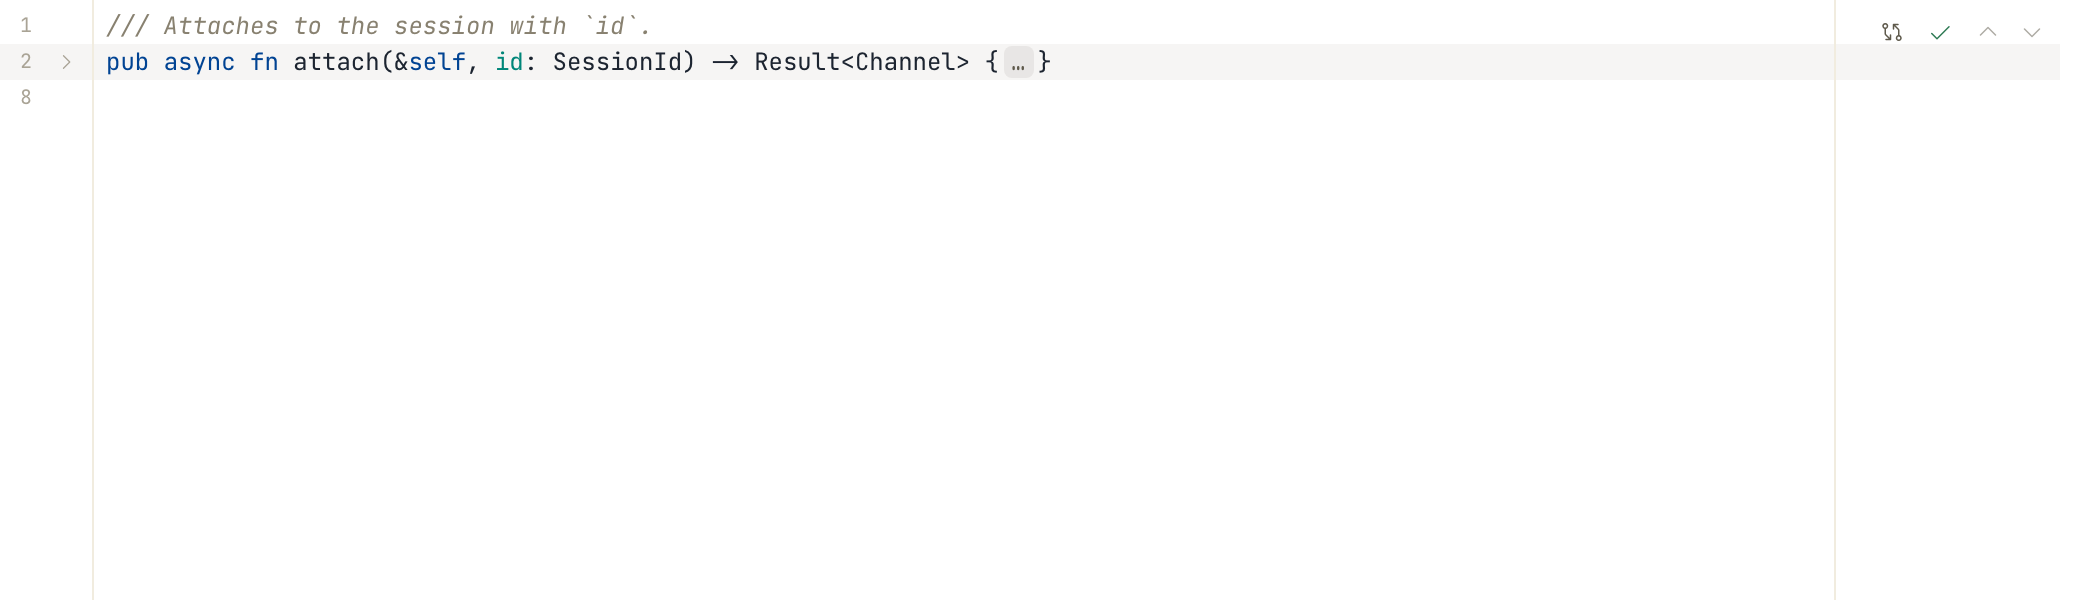 1 /// Attaches to the session with `id`.
2 pub async fn attach(&self, id: SessionId) -> Result<Channel> {…}
8